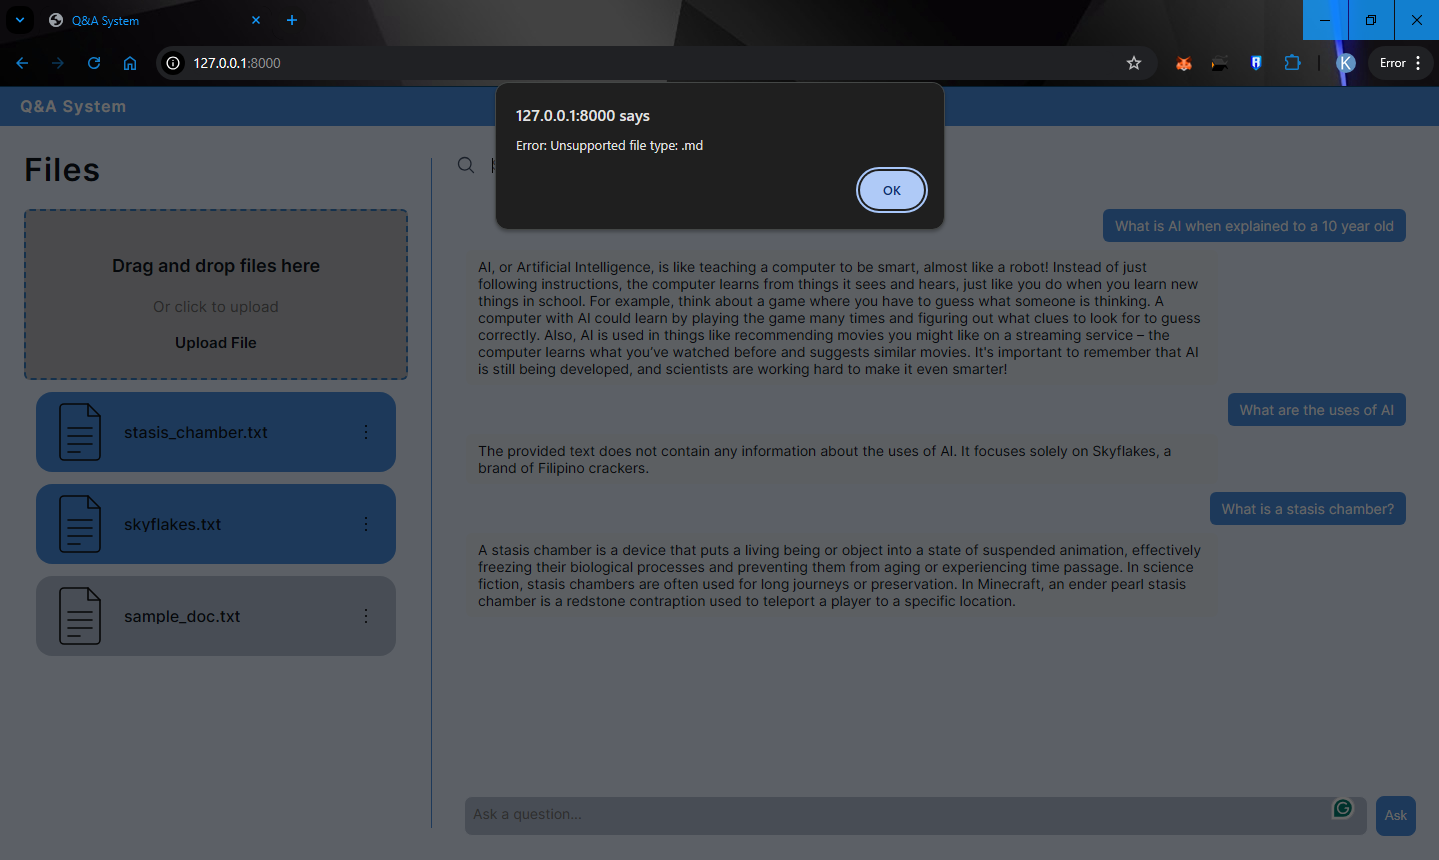 Q&A System
127.0.0.1:8000
K
Error
Q&A System
127.0.0.1:8000 says
Error: Unsupported file type: .md
OK
Files
Drag and drop files here
Or click to upload
Upload File
stasis_chamber.txt
skyflakes.txt
sample_doc.txt
What is AI when explained to a 10 year old
AI, or Artificial Intelligence, is like teaching a computer to be smart, almost like a robot! Instead of just
following instructions, the computer learns from things it sees and hears, just like you do when you learn new
things in school. For example, think about a game where you have to guess what someone is thinking. A
computer with AI could learn by playing the game many times and figuring out what clues to look for to guess
correctly. Also, AI is used in things like recommending movies you might like on a streaming service – the
computer learns what you've watched before and suggests similar movies. It's important to remember that AI
is still being developed, and scientists are working hard to make it even smarter!
What are the uses of AI
The provided text does not contain any information about the uses of AI. It focuses solely on Skyflakes, a
brand of Filipino crackers.
What is a stasis chamber?
A stasis chamber is a device that puts a living being or object into a state of suspended animation, effectively
freezing their biological processes and preventing them from aging or experiencing time passage. In science
fiction, stasis chambers are often used for long journeys or preservation. In Minecraft, an ender pearl stasis
chamber is a redstone contraption used to teleport a player to a specific location.
Ask a question...
Ask